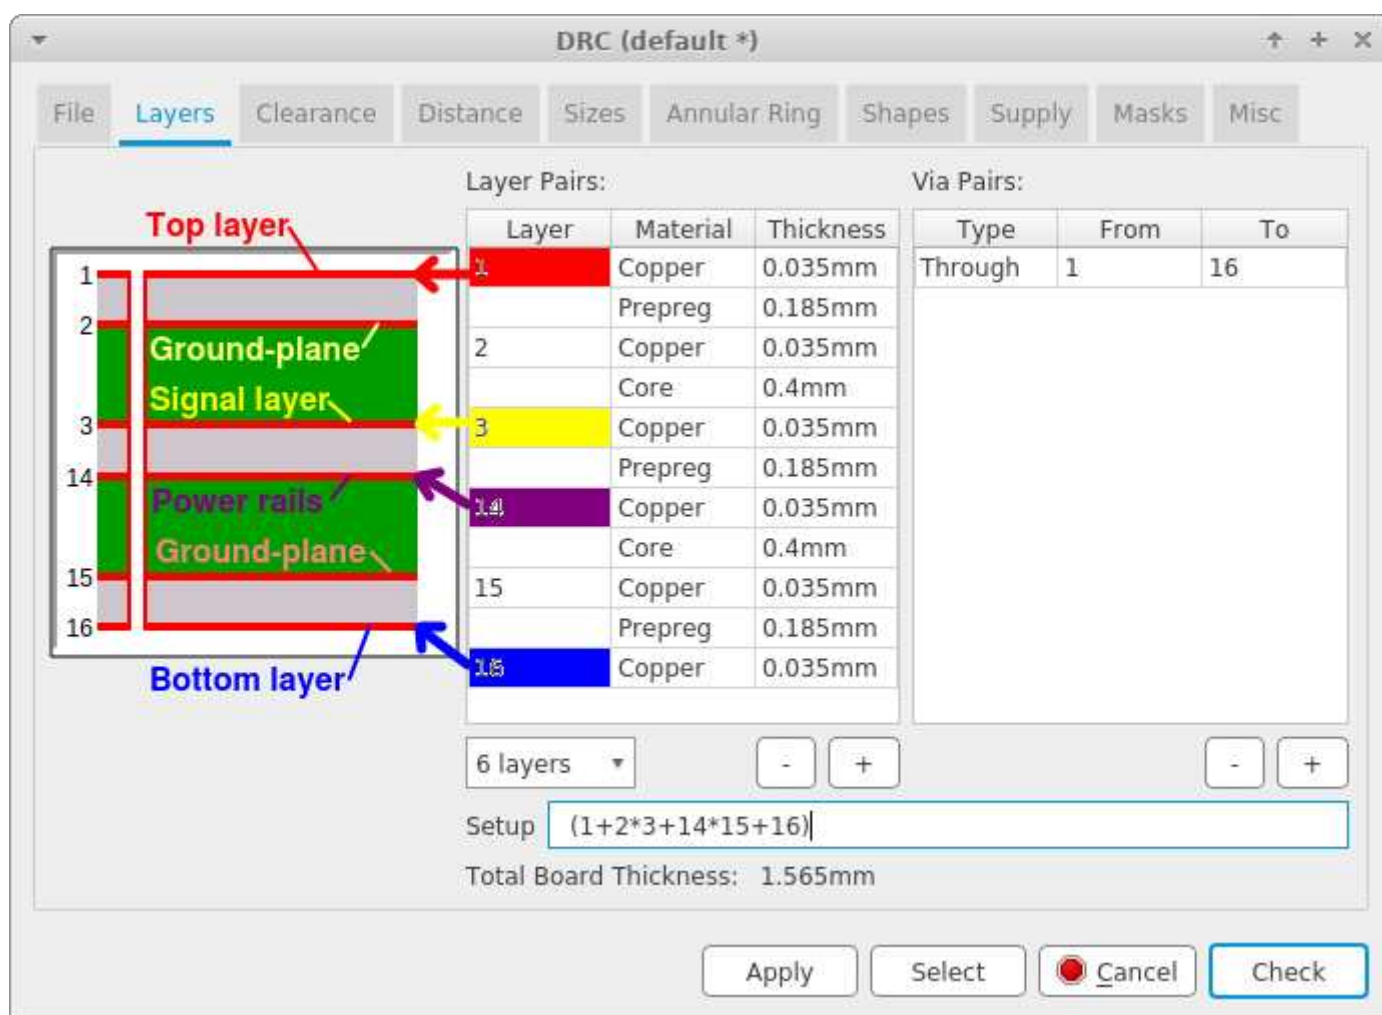 DRC (default *)
File Layers Clearance Distance Sizes Annular Ring Shapes Supply Masks Misc
Layer Pairs:
Via Pairs:
Top layer
1
2
Ground-plane
Signal layer
3
14
Power rails
Ground-plane
15
16
Bottom layer
Layer Material Thickness
1 Copper 0.035mm
Prepreg 0.185mm
2 Copper 0.035mm
Core 0.4mm
3 Copper 0.035mm
Prepreg 0.185mm
14 Copper 0.035mm
Core 0.4mm
15 Copper 0.035mm
Prepreg 0.185mm
16 Copper 0.035mm
Type From To
Through 1 16
6 layers - +
- +
Setup (1+2*3+14*15+16)
Total Board Thickness: 1.565mm
Apply Select Cancel Check